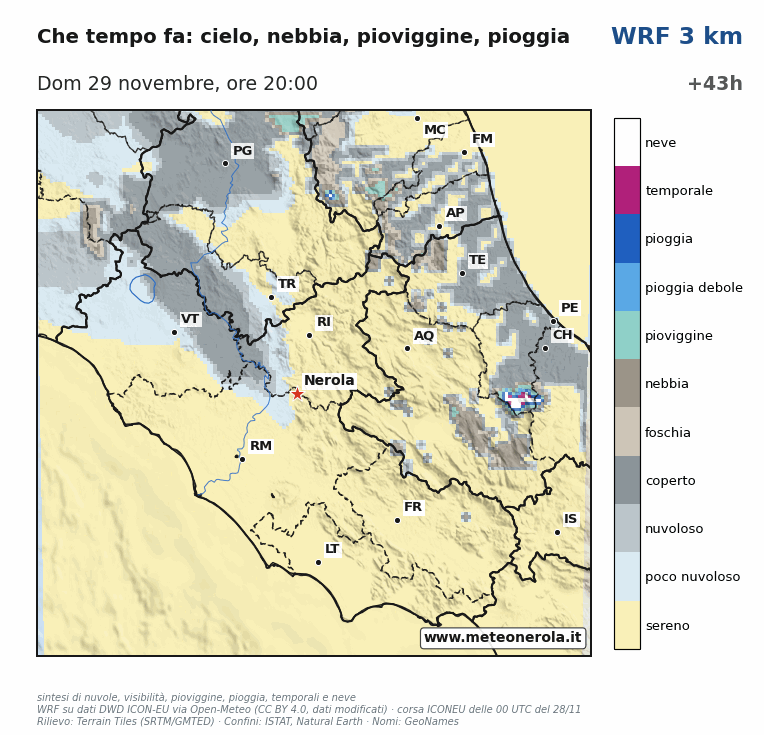 Che tempo fa: cielo, nebbia, pioviggine, pioggia
WRF 3 km
Dom 29 novembre, ore 20:00
+43h
MC
FM
PG
AP
TE
TR
PE
VT
RI
AQ
CH
Nerola
RM
FR
IS
LT
www.meteonerola.it
neve
temporale
pioggia
pioggia debole
pioviggine
nebbia
foschia
coperto
nuvoloso
poco nuvoloso
sereno
sintesi di nuvole, visibilità, pioviggine, pioggia, temporali e neve
WRF su dati DWD ICON-EU via Open-Meteo (CC BY 4.0, dati modificati) · corsa ICONEU delle 00 UTC del 28/11
Rilievo: Terrain Tiles (SRTM/GMTED) · Confini: ISTAT, Natural Earth · Nomi: GeoNames